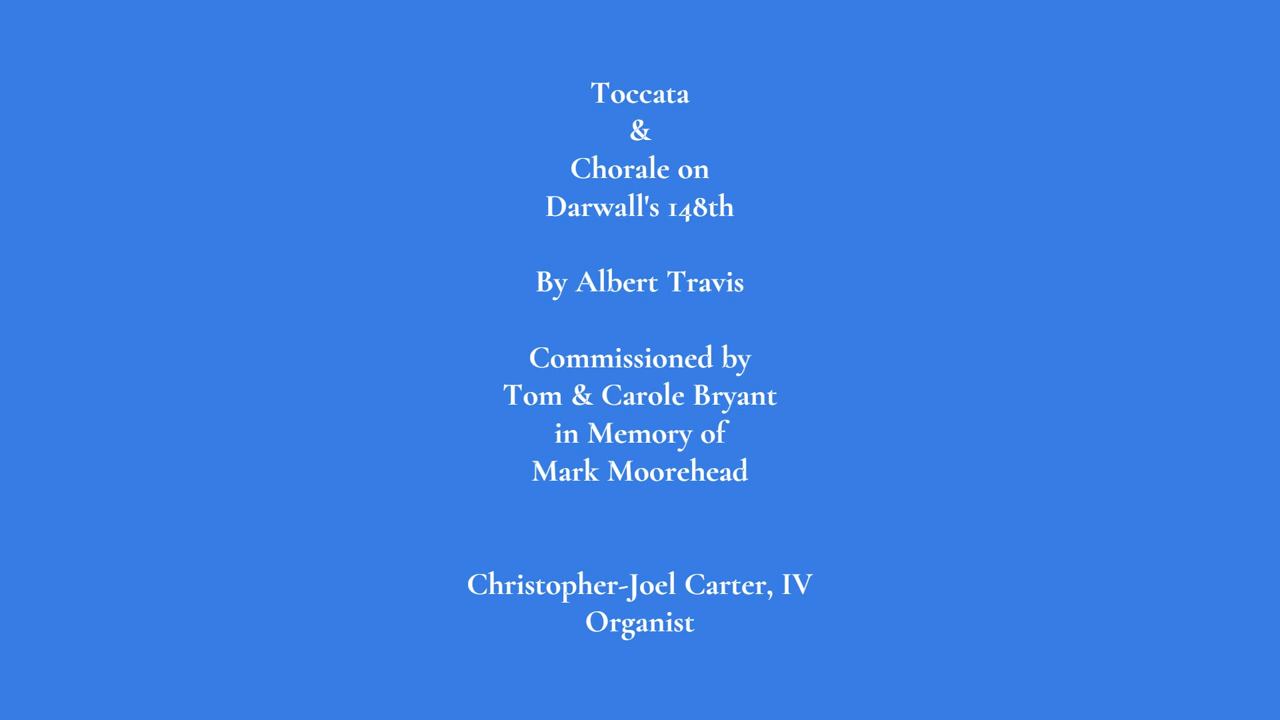 Toccata
&
Chorale on
Darwall's 148th
By Albert Travis
Commissioned by
Tom & Carole Bryant
in Memory of
Mark Moorehead
Christopher-Joel Carter, IV
Organist